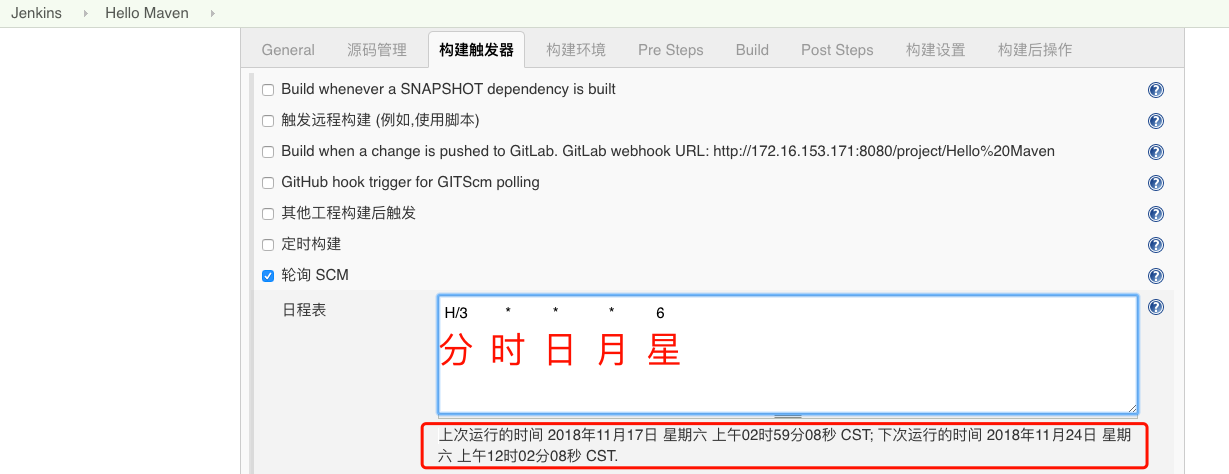 Jenkins Hello Maven
General 源码管理 构建触发器 构建环境 Pre Steps Build Post Steps 构建设置 构建后操作
Build whenever a SNAPSHOT dependency is built
触发远程构建 (例如,使用脚本)
Build when a change is pushed to GitLab. GitLab webhook URL: http://172.16.153.171:8080/project/Hello%20Maven
GitHub hook trigger for GITScm polling
其他工程构建后触发
定时构建
轮询 SCM
日程表
H/3 * * * 6
分 时 日 月 星
上次运行的时间 2018年11月17日 星期六 上午02时59分08秒 CST; 下次运行的时间 2018年11月24日 星期
六 上午12时02分08秒 CST.